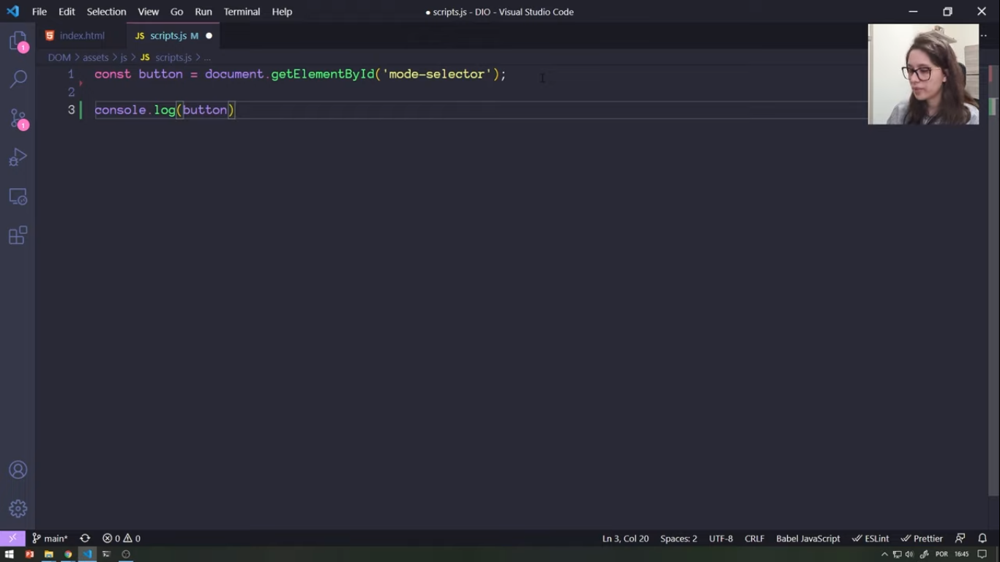 File Edit Selection View Go Run Terminal Help
● scripts.js - DIO - Visual Studio Code
index.html JS scripts.js M
DOM > assets > js > JS scripts.js > ...
1 const button = document.getElementById('mode-selector');
2
3 console.log(button)
1
1
main* 0 0 Ln 3, Col 20 Spaces: 2 UTF-8 CRLF Babel JavaScript ESLint Prettier
POR 16:45